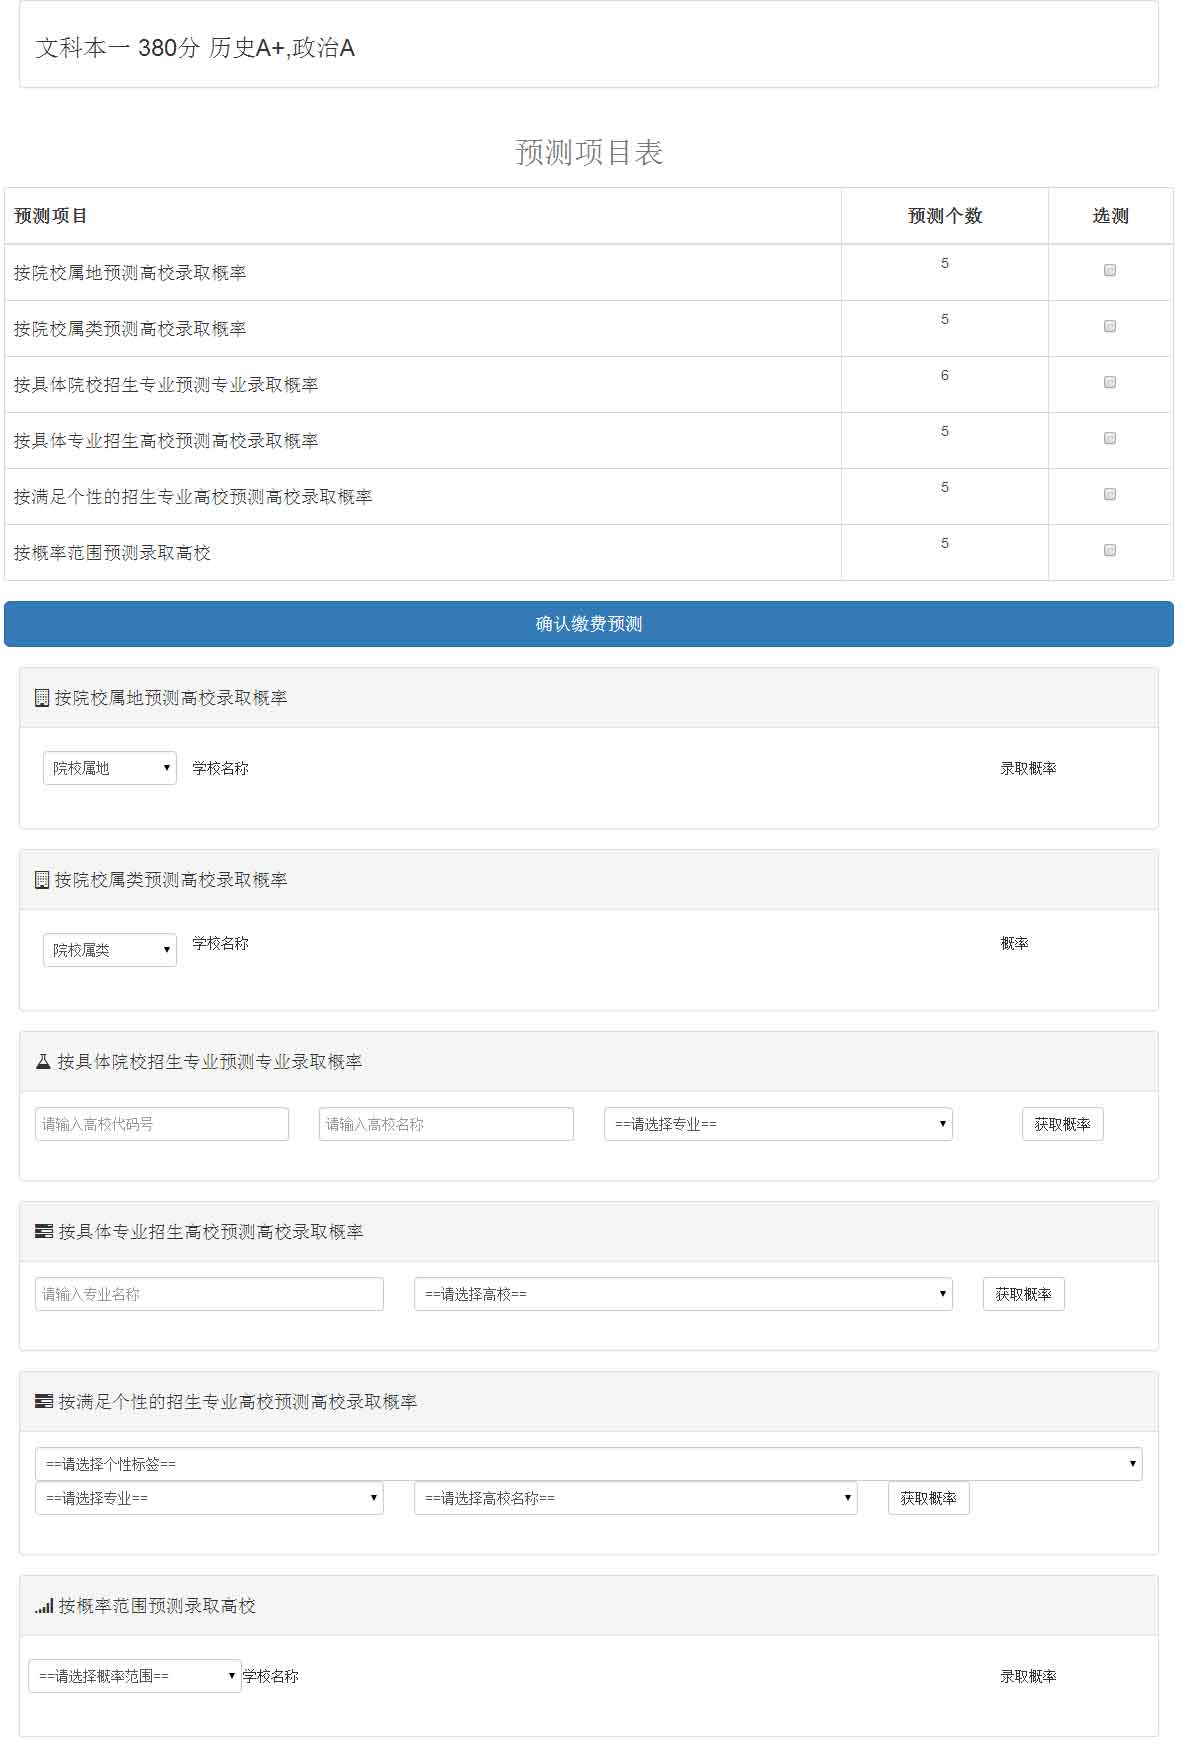 文科本一 380分 历史A+,政治A
预测项目表
预测项目 预测个数 选测
按院校属地预测高校录取概率 5
按院校属类预测高校录取概率 5
按具体院校招生专业预测专业录取概率 6
按具体专业招生高校预测高校录取概率 5
按满足个性的招生专业高校预测高校录取概率 5
按概率范围预测录取高校 5
确认缴费预测
按院校属地预测高校录取概率
院校属地 学校名称 录取概率
按院校属类预测高校录取概率
院校属类 学校名称 概率
按具体院校招生专业预测专业录取概率
请输入高校代码号 请输入高校名称 ==请选择专业== 获取概率
按具体专业招生高校预测高校录取概率
请输入专业名称 ==请选择高校== 获取概率
按满足个性的招生专业高校预测高校录取概率
==请选择个性标签==
==请选择专业== ==请选择高校名称== 获取概率
按概率范围预测录取高校
==请选择概率范围== 学校名称 录取概率